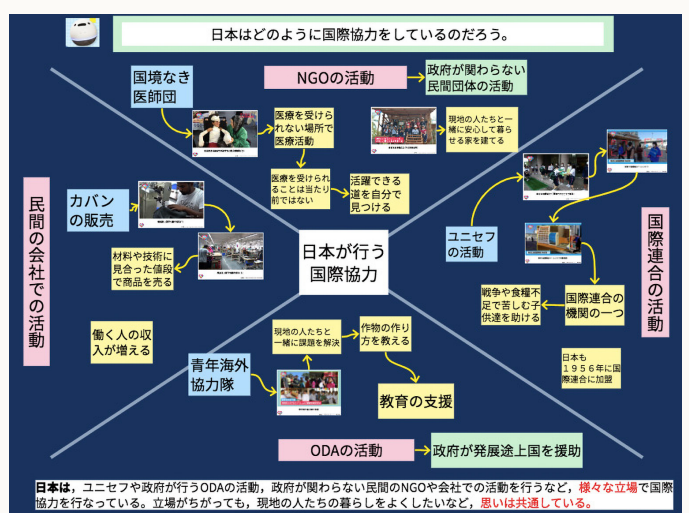 日本はどのように国際協力をしているのだろう。
国境なき
医師団
NGOの活動
政府が関わらない
民間団体の活動
医療を受けら
れない場所で
医療活動
現地の人たちと一
緒に安心して暮ら
せる家を建てる
医療を受けられ
ることは当たり
前ではない
活躍できる
道を自分で
見つける
民間の会社での活動
カバン
の販売
材料や技術に
見合った値段
で商品を売る
働く人の収
入が増える
日本が行う
国際協力
ユニセフ
の活動
国際連合の活動
戦争や食糧不
足で苦しむ子
供達を助ける
国際連合の
機関の一つ
日本も
1956年に国
際連合に加盟
現地の人たちと
一緒に課題を解決
作物の作り
方を教える
青年海外
協力隊
教育の支援
ODAの活動
政府が発展途上国を援助
日本は，ユニセフや政府が行うODAの活動，政府が関わらない民間のNGOや会社での活動を行うなど，様々な立場で国際
協力を行なっている。立場がちがっても，現地の人たちの暮らしをよくしたいなど，思いは共通している。